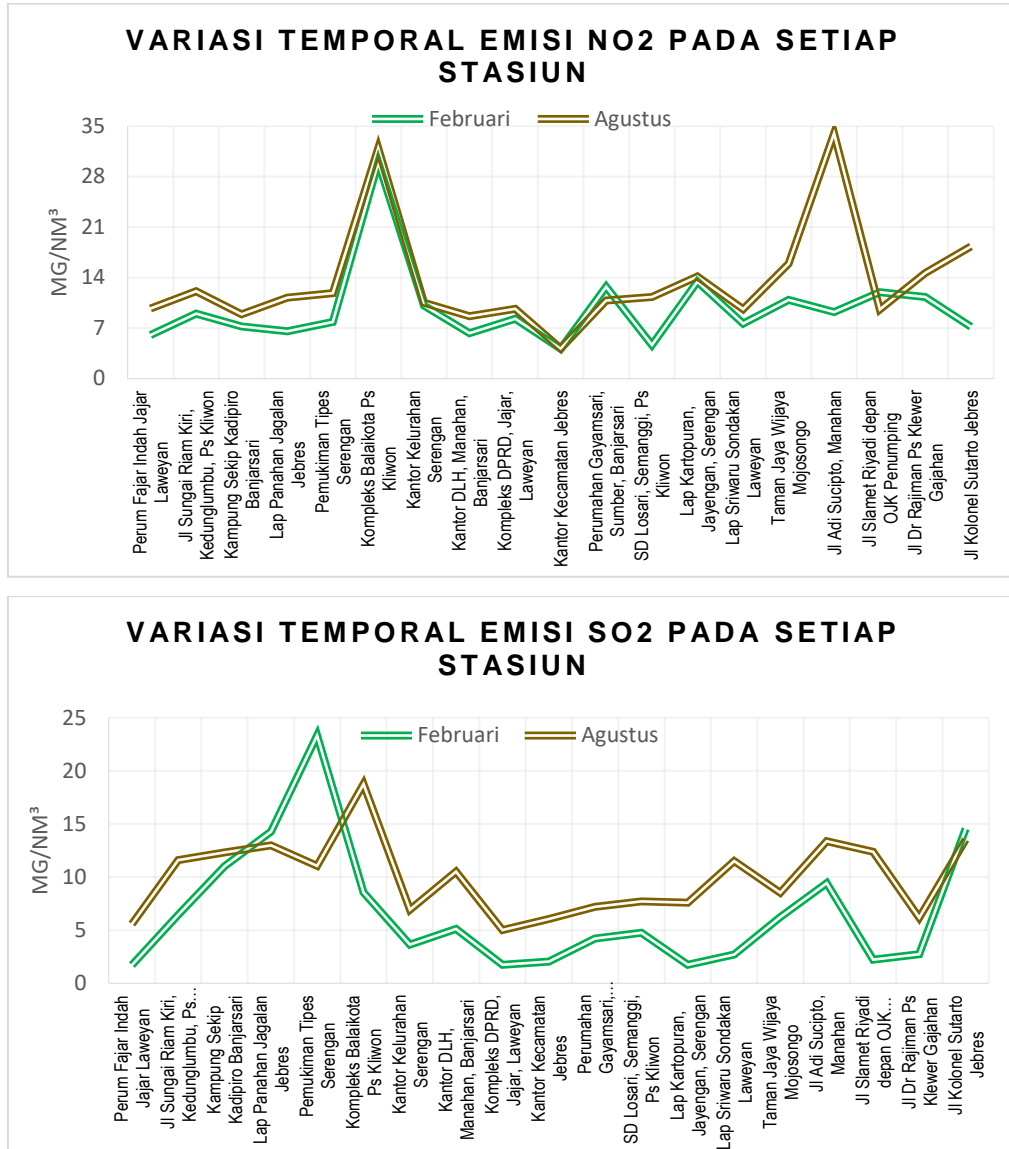 VARIASI TEMPORAL EMISI NO2 PADA SETIAP
STASIUN
Februari
Agustus
35
28
21
14
7
0
MG/NM³
Perum Fajar Indah Jajar
Laweyan
Jl Sungai Riam Kiri,
Kedunglumbu, Ps Kliwon
Kampung Sekip Kadipiro
Banjarsari
Lap Panahan Jagalan
Jebres
Pemukiman Tipes
Serengan
Kompleks Balaikota Ps
Kliwon
Kantor Kelurahan
Serengan
Kantor DLH, Manahan,
Banjarsari
Kompleks DPRD, Jajar,
Laweyan
Kantor Kecamatan Jebres
Perumahan Gayamsari,
Sumber, Banjarsari
SD Losari, Semanggi, Ps
Kliwon
Lap Kartopuran,
Jayengan, Serengan
Lap Sriwaru Sondakan
Laweyan
Taman Jaya Wijaya
Mojosongo
Jl Adi Sucipto, Manahan
Jl Slamet Riyadi depan
OJK Penumping
Jl Dr Rajiman Ps Klewer
Gajahan
Jl Kolonel Sutarto Jebres
VARIASI TEMPORAL EMISI SO2 PADA SETIAP
STASIUN
Februari
Agustus
25
20
15
10
5
0
MG/NM³
Perum Fajar Indah
Jajar Laweyan
Jl Sungai Riam Kiri,
Kedunglumbu, Ps...
Kampung Sekip
Kadipiro Banjarsari
Lap Panahan Jagalan
Jebres
Pemukiman Tipes
Serengan
Kompleks Balaikota
Ps Kliwon
Kantor Kelurahan
Serengan
Kantor DLH,
Manahan, Banjarsari
Kompleks DPRD,
Jajar, Laweyan
Kantor Kecamatan
Jebres
Perumahan
Gayamsari,...
SD Losari, Semanggi,
Ps Kliwon
Lap Kartopuran,
Jayengan, Serengan
Lap Sriwaru Sondakan
Laweyan
Taman Jaya Wijaya
Mojosongo
Jl Adi Sucipto,
Manahan
Jl Slamet Riyadi
depan OJK...
Jl Dr Rajiman Ps
Klewer Gajahan
Jl Kolonel Sutarto
Jebres